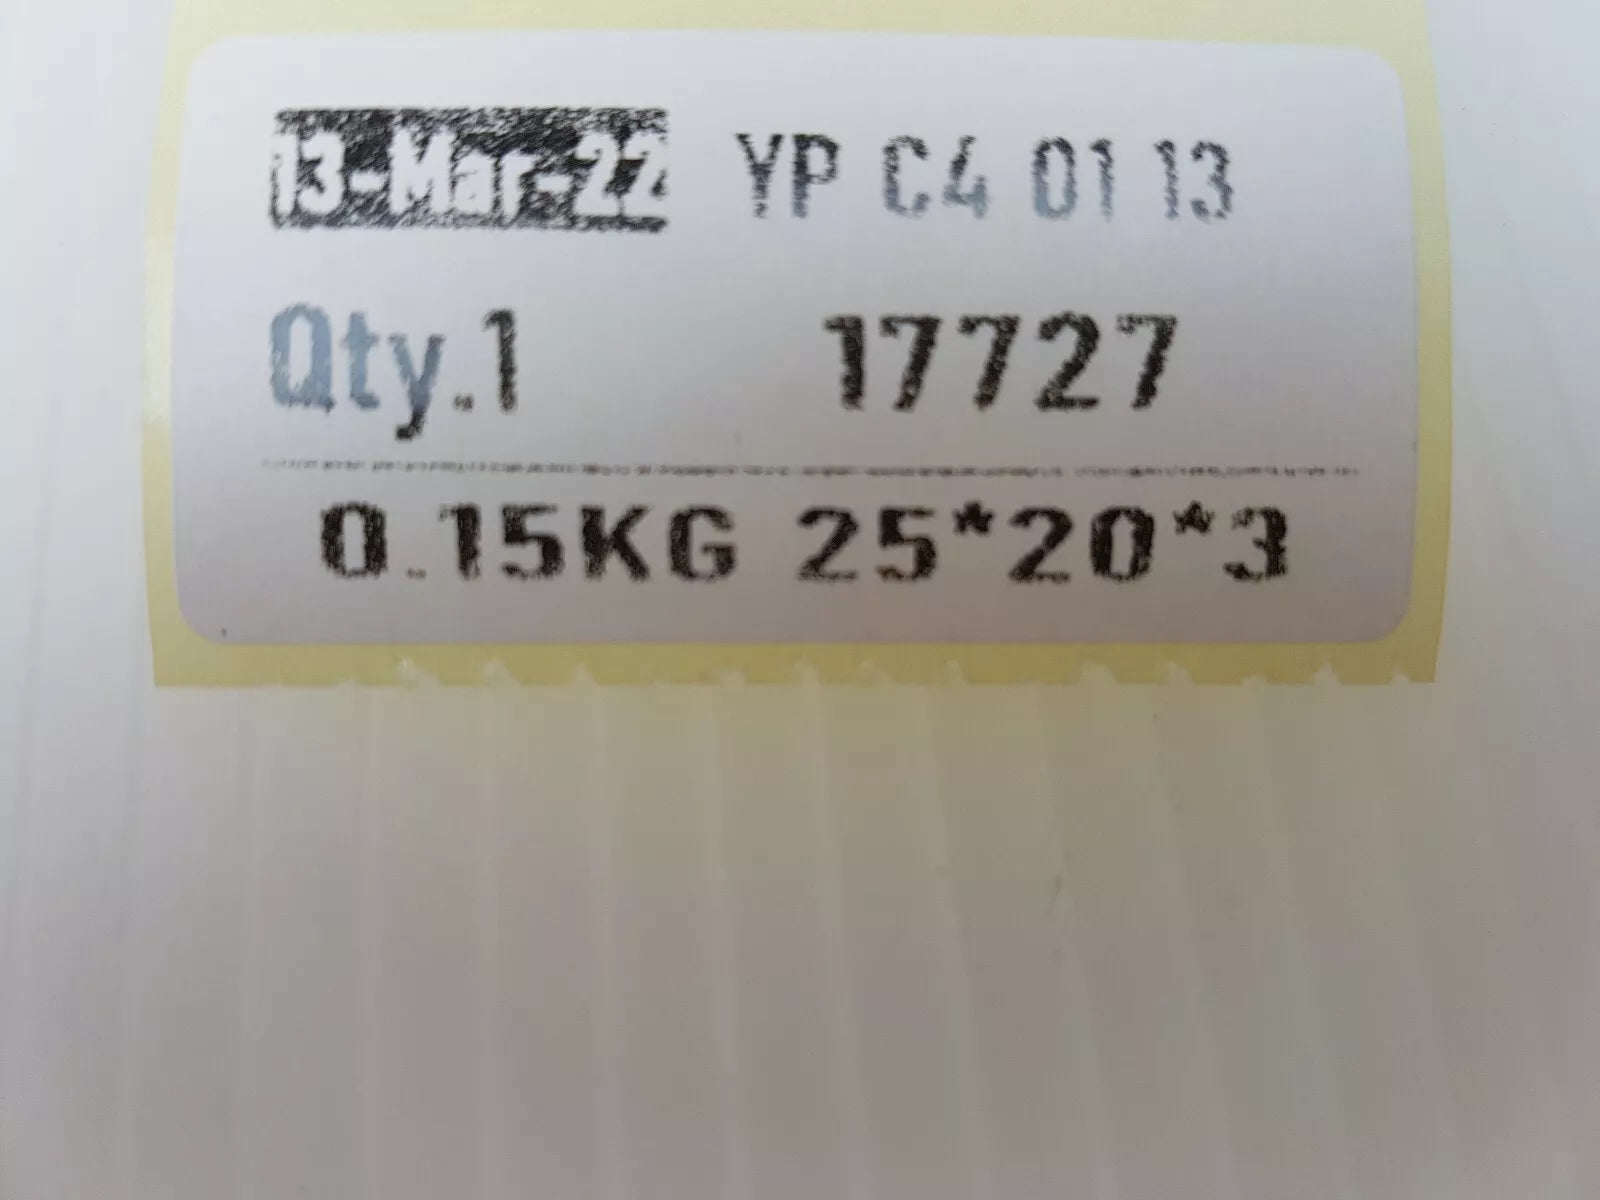 13-Mar-22 YP C4 01 13
Qty.1 17727
0.15KG 25*20*3